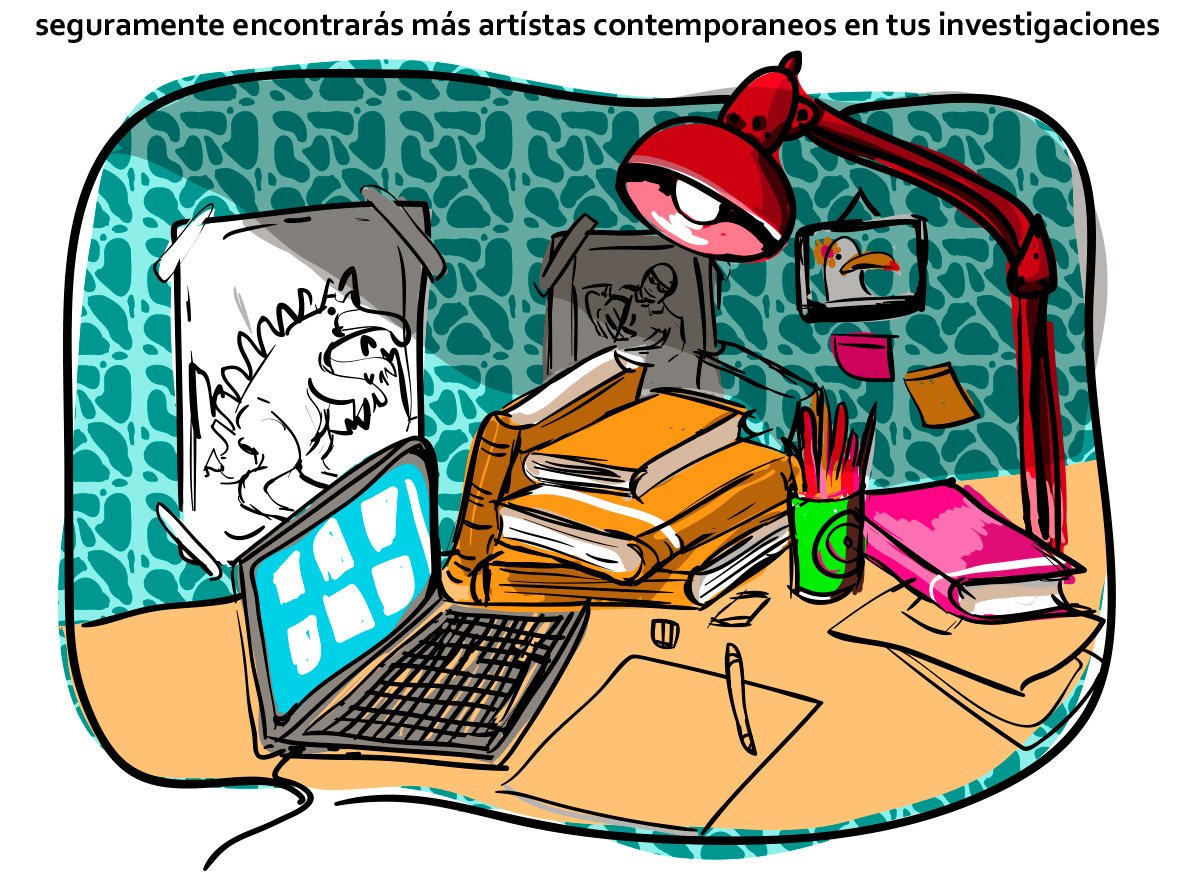 seguramente encontrarás más artístas contemporaneos en tus investigaciones